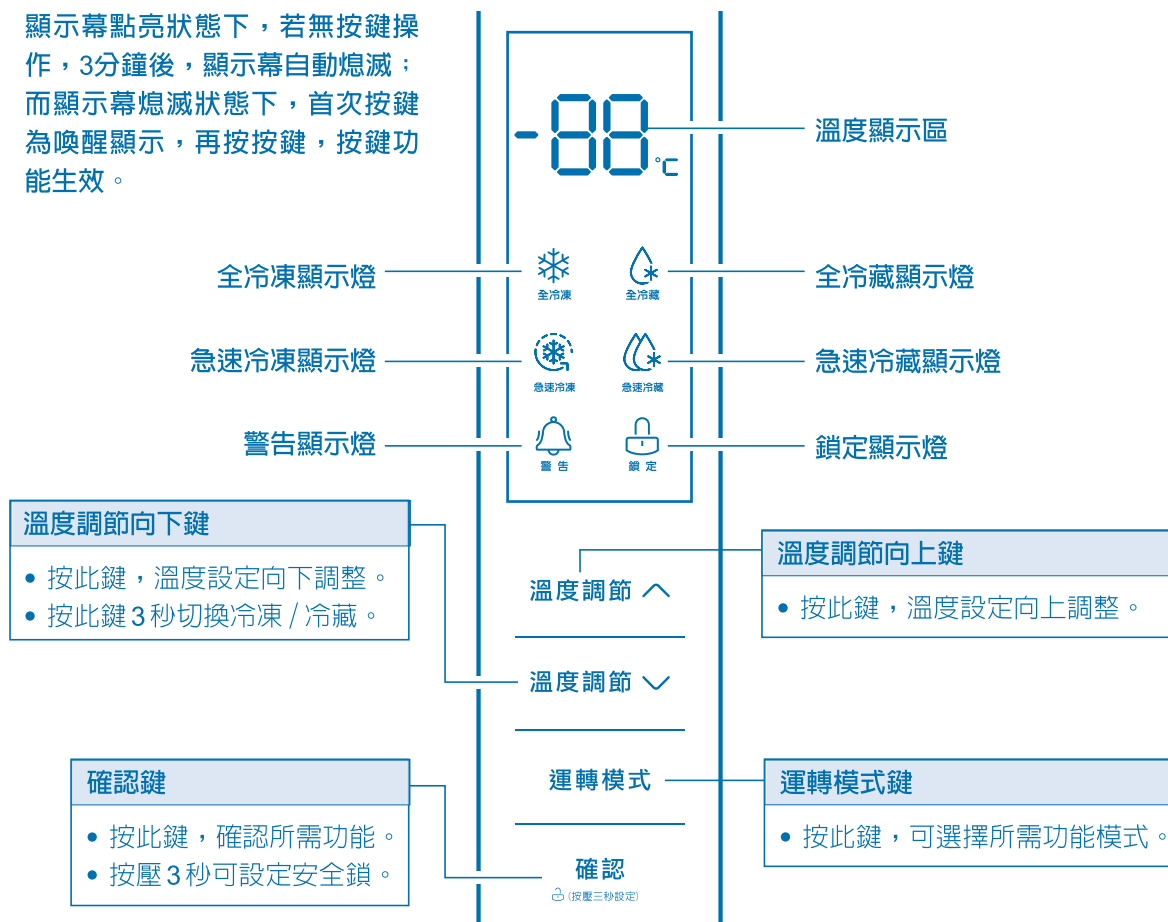 顯示幕點亮狀態下，若無按鍵操
作，3分鐘後，顯示幕自動熄滅；
而顯示幕熄滅狀態下，首次按鍵
為喚醒顯示，再按按鍵，按鍵功
能生效。
-88°C
溫度顯示區
全冷凍顯示燈
全冷凍
全冷藏
全冷藏顯示燈
急速冷凍顯示燈
急速冷凍
急速冷藏
急速冷藏顯示燈
警告顯示燈
警 告
鎖 定
鎖定顯示燈
溫度調節向下鍵
• 按此鍵，溫度設定向下調整。
• 按此鍵3秒切換冷凍 / 冷藏。
溫度調節向上鍵
• 按此鍵，溫度設定向上調整。
溫度調節
溫度調節
運轉模式
確認鍵
• 按此鍵，確認所需功能。
• 按壓3秒可設定安全鎖。
運轉模式鍵
• 按此鍵，可選擇所需功能模式。
確認
(按壓三秒設定)